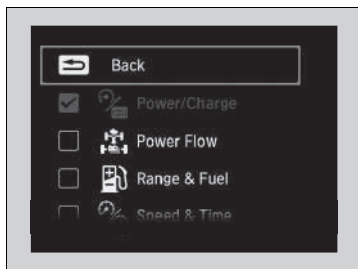 Back
Power/Charge
Power Flow
Range & Fuel
Speed & Time